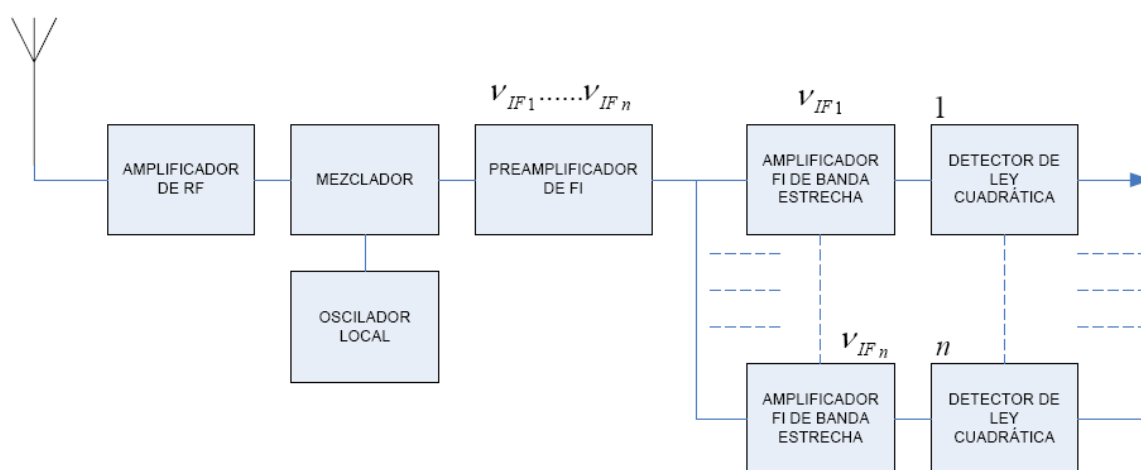 ν_IF1......ν_IFn
ν_IF1
1
AMPLIFICADOR
DE RF
MEZCLADOR
PREAMPLIFICADOR
DE FI
AMPLIFICADOR
FI DE BANDA
ESTRECHA
DETECTOR DE
LEY
CUADRÁTICA
OSCILADOR
LOCAL
ν_IFn
n
AMPLIFICADOR
FI DE BANDA
ESTRECHA
DETECTOR DE
LEY
CUADRÁTICA